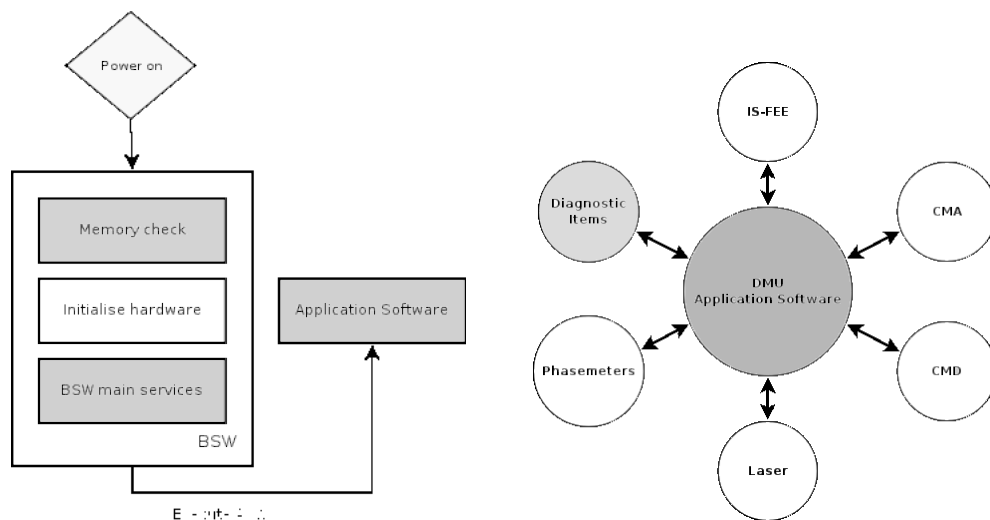 Power on
Memory check
Initialise hardware
BSW main services
BSW
Application Software
IS-FEE
Diagnostic
Items
CMA
DMU
Application Software
Phasemeters
CMD
Laser